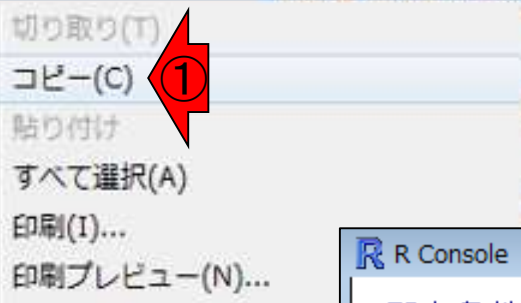 切り取り(T)
コピー(C)
①
貼り付け
すべて選択(A)
印刷(I)...
印刷プレビュー(N)...
R Console